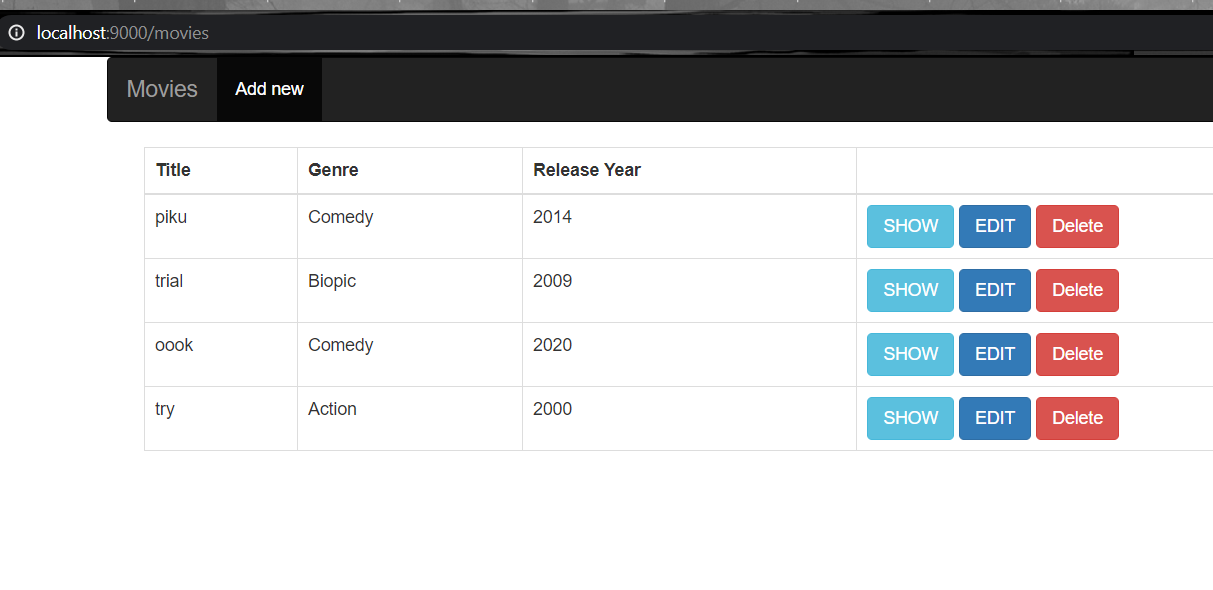 localhost:9000/movies
Movies Add new
Title Genre Release Year
piku Comedy 2014 SHOW EDIT Delete
trial Biopic 2009 SHOW EDIT Delete
oook Comedy 2020 SHOW EDIT Delete
try Action 2000 SHOW EDIT Delete